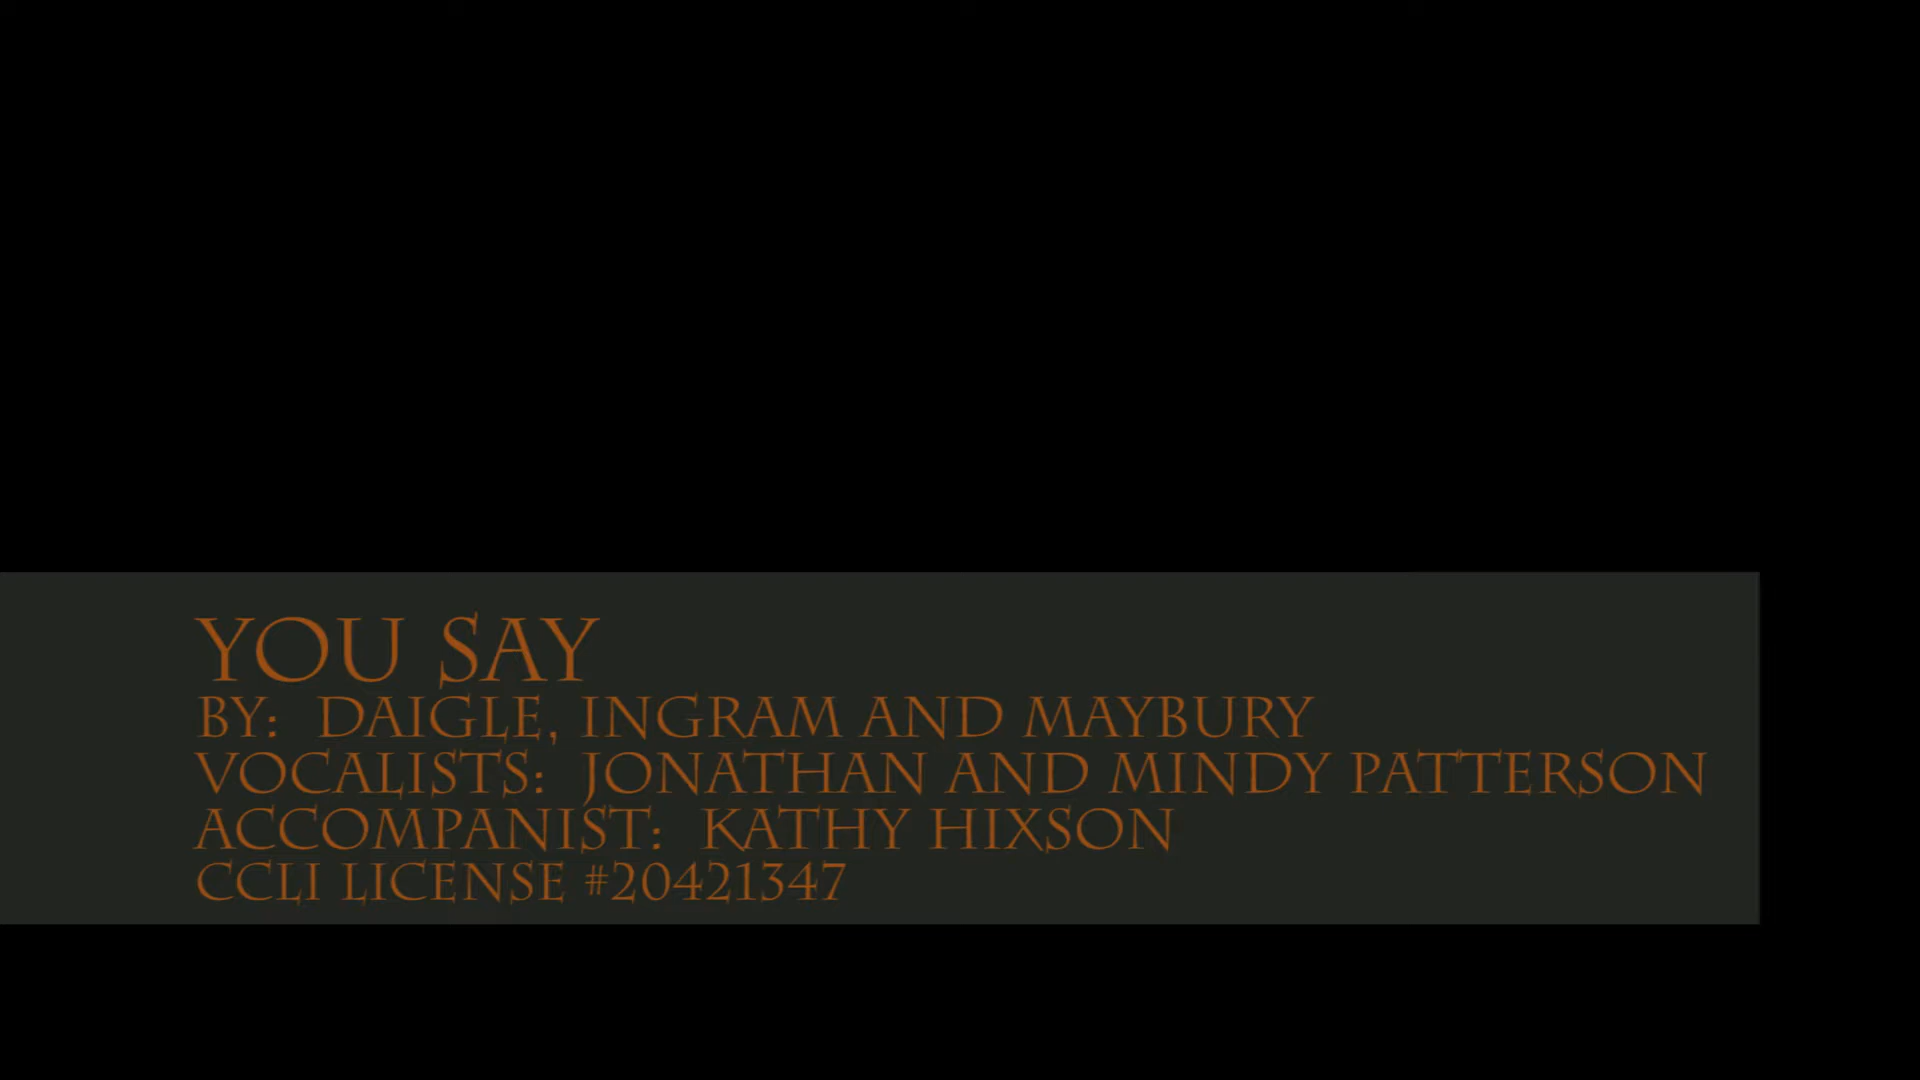 YOU SAY
BY: DAIGLE, INGRAM AND MAYBURY
VOCALISTS: JONATHAN AND MINDY PATTERSON
ACCOMPANIST: KATHY HIXSON
CCLI LICENSE #20421347